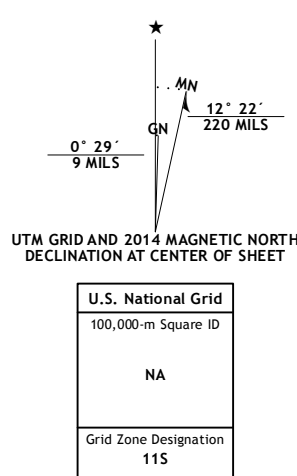 ★
MN
GN
12° 22´
220 MILS
0° 29´
9 MILS
UTM GRID AND 2014 MAGNETIC NORTH
DECLINATION AT CENTER OF SHEET
U.S. National Grid
100,000-m Square ID
NA
Grid Zone Designation
11S